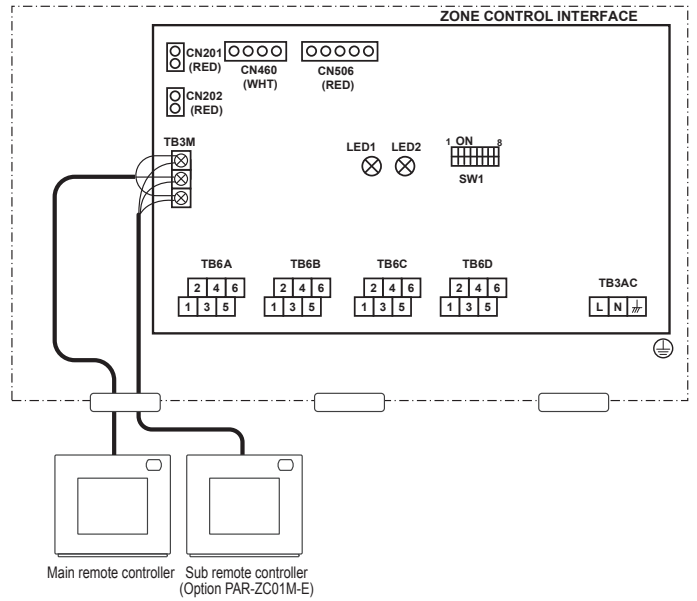 ZONE CONTROL INTERFACE
CN201
(RED)
CN460
(WHT)
CN506
(RED)
CN202
(RED)
TB3M
LED1 LED2
1 ON 8
SW1
TB6A TB6B TB6C TB6D
2 4 6 2 4 6 2 4 6 2 4 6
1 3 5 1 3 5 1 3 5 1 3 5
TB3AC
L N
Main remote controller
Sub remote controller
(Option PAR-ZC01M-E)